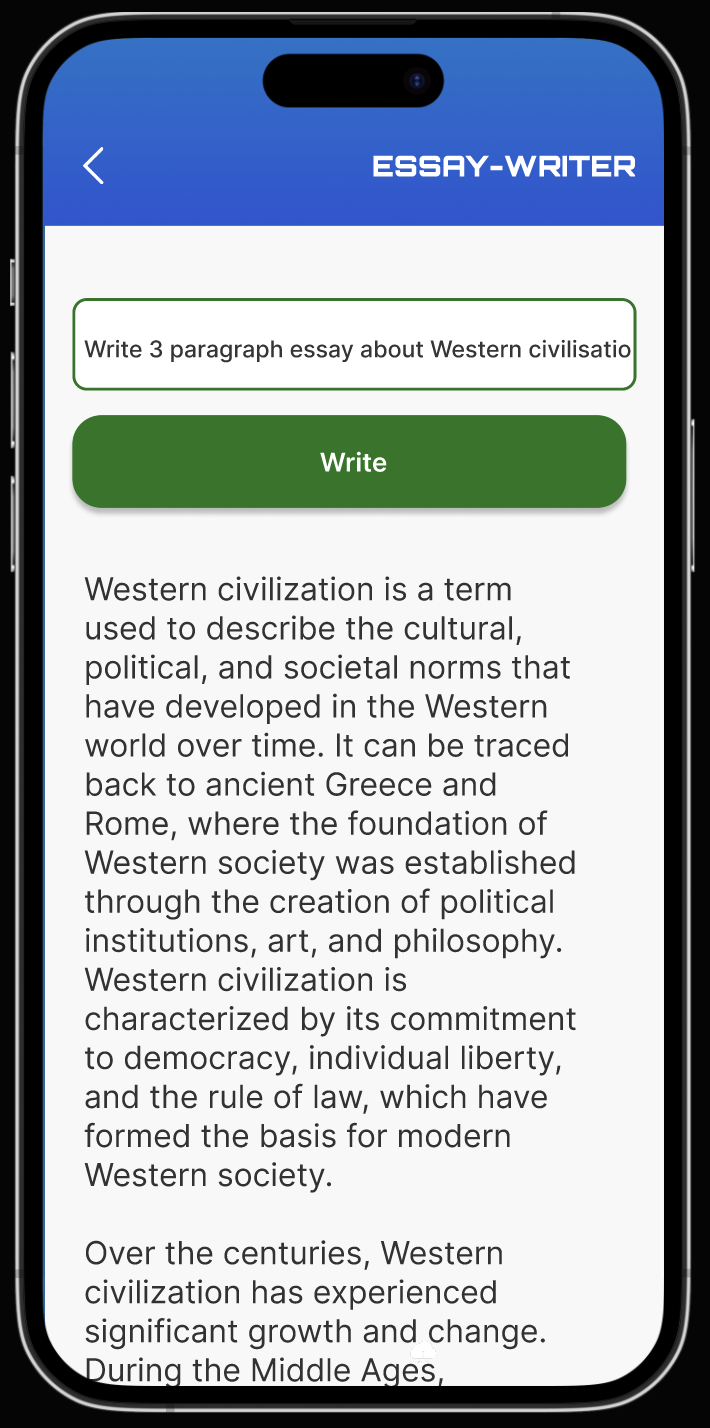 ESSAY-WRITER
Write 3 paragraph essay about Western civilisatio
Write
Western civilization is a term
used to describe the cultural,
political, and societal norms that
have developed in the Western
world over time. It can be traced
back to ancient Greece and
Rome, where the foundation of
Western society was established
through the creation of political
institutions, art, and philosophy.
Western civilization is
characterized by its commitment
to democracy, individual liberty,
and the rule of law, which have
formed the basis for modern
Western society.
Over the centuries, Western
civilization has experienced
significant growth and change.
During the Middle Ages,